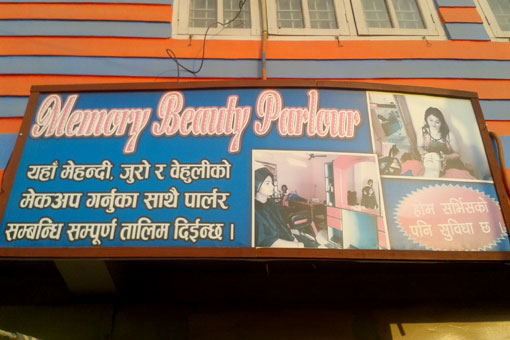 Memory Beauty Parlour
यहाँ मेहन्दी, जुरो र वेहुलीको
मेकअप गर्नुका साथै पार्लर
सम्बन्धि सम्पूर्ण तालिम दिईन्छ ।
होम सर्भिसको
पनि सुविधा छ ।